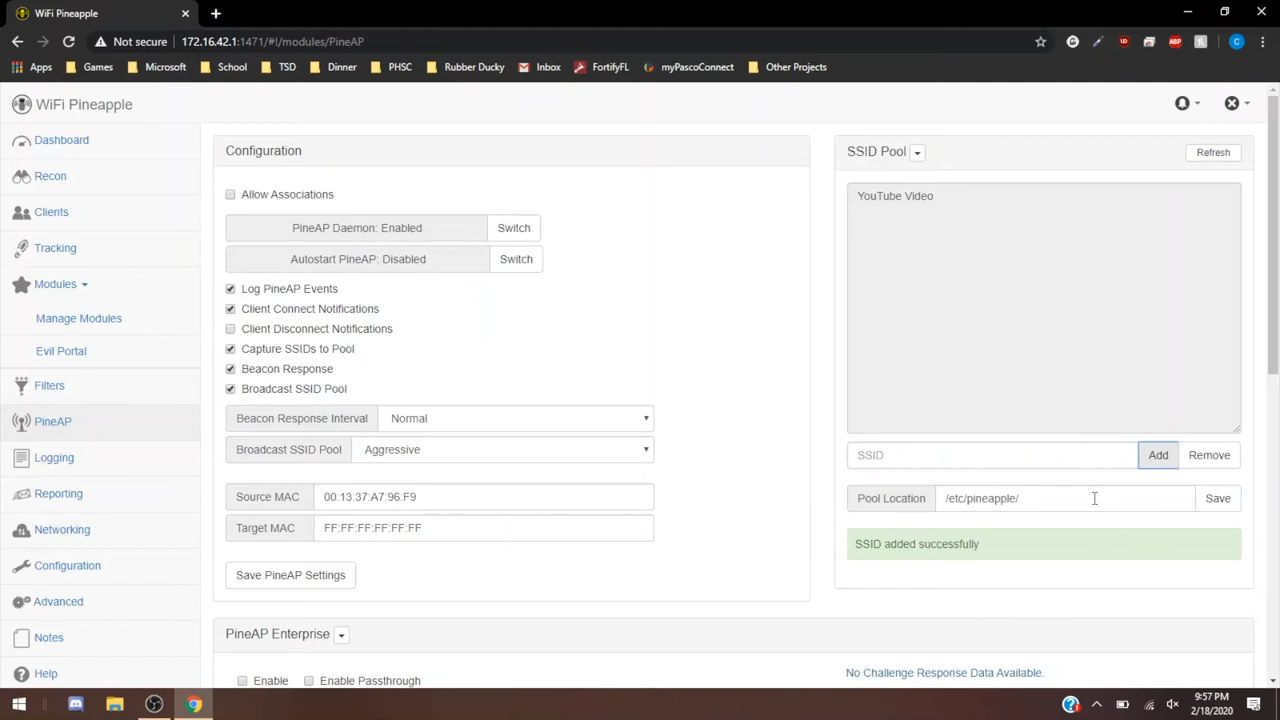 WiFi Pineapple
Not secure | 172.16.42.1:1471/#!/modules/PineAP
Apps Games Microsoft School TSD Dinner PHSC Rubber Ducky Inbox FortifyFL myPascoConnect Other Projects
WiFi Pineapple
Dashboard
Recon
Clients
Tracking
Modules
Manage Modules
Evil Portal
Filters
PineAP
Logging
Reporting
Networking
Configuration
Advanced
Notes
Help
Configuration
Allow Associations
PineAP Daemon: Enabled Switch
Autostart PineAP: Disabled Switch
Log PineAP Events
Client Connect Notifications
Client Disconnect Notifications
Capture SSIDs to Pool
Beacon Response
Broadcast SSID Pool
Beacon Response Interval Normal
Broadcast SSID Pool Aggressive
Source MAC 00:13:37:A7:96:F9
Target MAC FF:FF:FF:FF:FF:FF
Save PineAP Settings
SSID Pool Refresh
YouTube Video
SSID Add Remove
Pool Location /etc/pineapple/ Save
SSID added successfully
PineAP Enterprise
Enable Enable Passthrough
No Challenge Response Data Available.
9:57 PM
2/18/2020